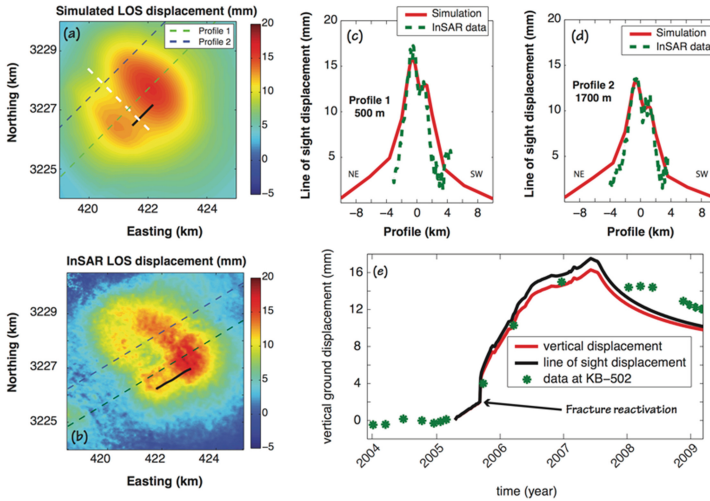 Simulated LOS displacement (mm)
(a)
Profile 1
Profile 2
Northing (km)
3229
3227
3225
420
422
424
Easting (km)
20
15
10
5
0
−5
(c)
Simulation
InSAR data
Profile 1
500 m
NE
SW
Line of sight displacement (mm)
20
15
10
5
0
−10
−8
−4
0
4
8
Profile (km)
(d)
Simulation
InSAR data
Profile 2
1700 m
NE
SW
Line of sight displacement (mm)
20
15
10
5
0
−8
−4
0
4
8
Profile (km)
InSAR LOS displacement (mm)
(b)
Northing (km)
3229
3227
3225
420
422
424
Easting (km)
20
15
10
5
0
−5
(e)
vertical ground displacement (mm)
16
12
8
4
0
vertical displacement
line of sight displacement
data at KB−502
Fracture reactivation
2004
2005
2006
2007
2008
2009
time (year)